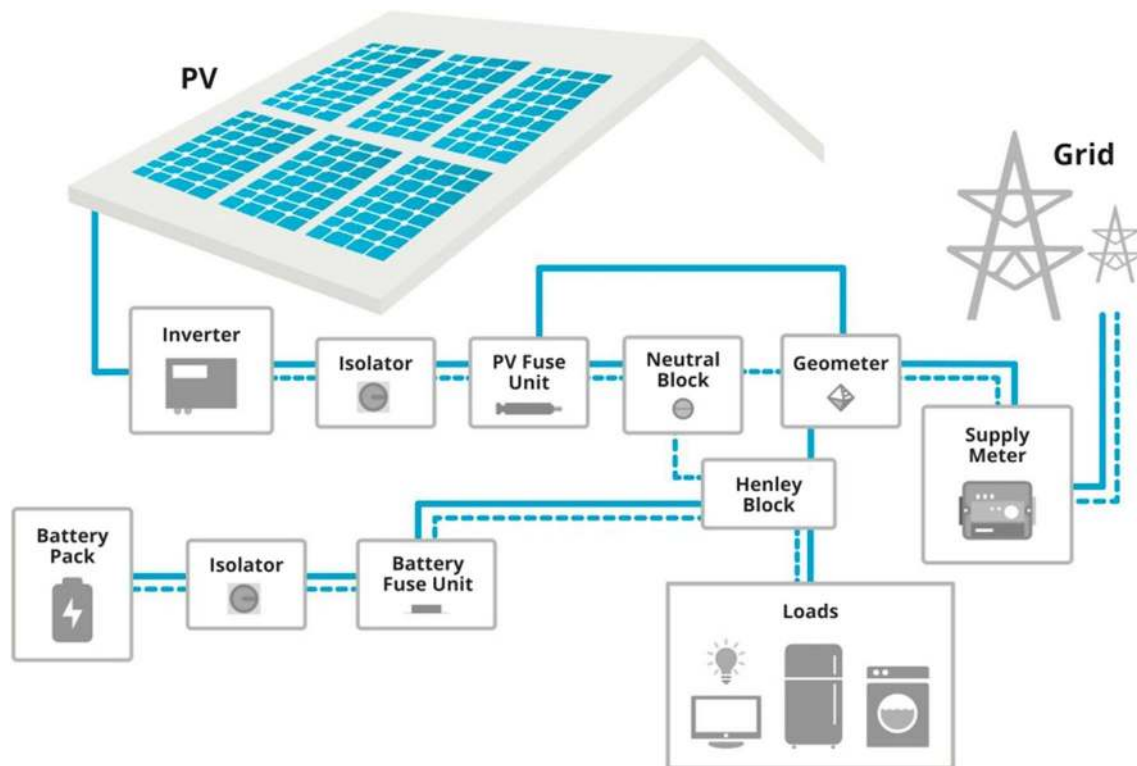 PV
Grid
Inverter
Isolator
PV Fuse
Unit
Neutral
Block
Geometer
Supply
Meter
Henley
Block
Battery
Pack
Isolator
Battery
Fuse Unit
Loads